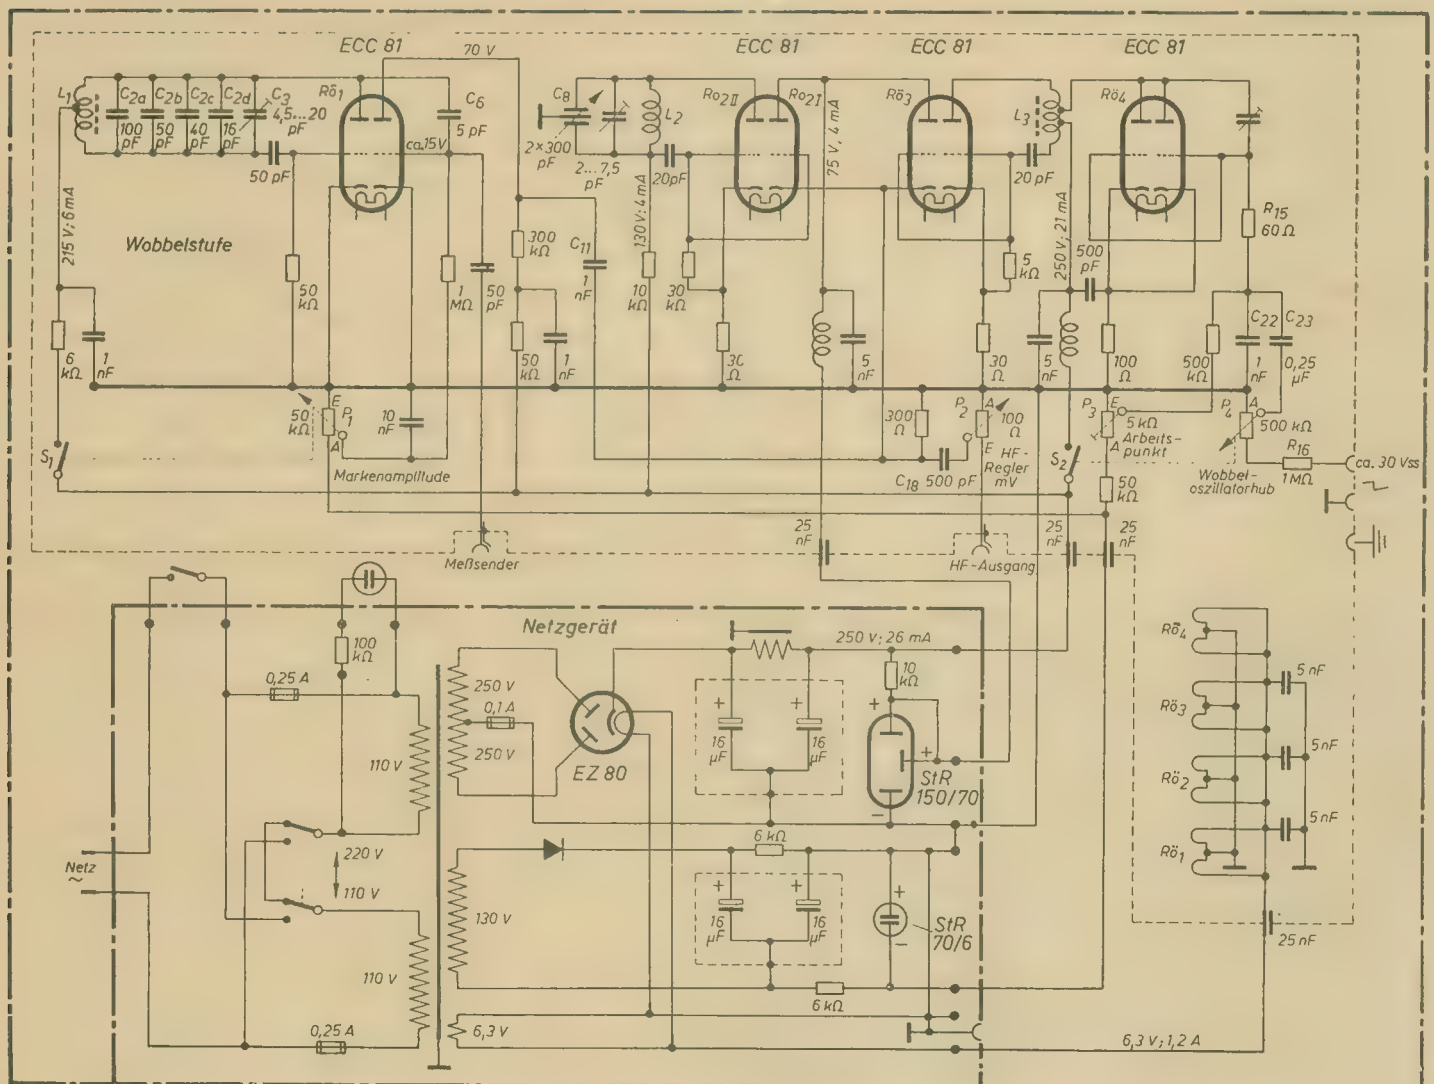 ECC 81
ECC 81
ECC 81
ECC 81
70 V
L1
C2a
C2b
C2c
C2d
C3
4,5...20
pF
100
pF
50
pF
40
pF
16
pF
50 pF
Rö1
C6
5 pF
ca. 15V
C8
2×300
pF
2...7,5
pF
L2
20pF
Rö2II
Rö2I
75 V, 4 mA
Rö3
L3
20 pF
Rö4
R15
60 Ω
215 V; 6 mA
Wobbelstufe
50
kΩ
1
MΩ
50
pF
300
kΩ
C11
1
nF
130V; 4 mA
10
kΩ
30
kΩ
250 V; 21 mA
500
pF
5
kΩ
6
kΩ
1
nF
50
kΩ
1
nF
30
Ω
5
nF
30
Ω
5
nF
100
Ω
500
kΩ
C22
1
nF
C23
0,25
µF
S1
50
kΩ
E
P1
A
10
nF
Markenamplitude
300
Ω
C18 500 pF
P2
A
100
Ω
E
HF-
Regler
mV
S2
P3
E
5 kΩ
A
Arbeits-
punkt
50
kΩ
P4
A
500 kΩ
Wobbel-
oszillatorhub
R16
1 MΩ
ca. 30 Vss
Meßsender
25
nF
HF-Ausgang
25
nF
25
nF
Netzgerät
100
kΩ
0,25 A
110 V
250 V
0,1 A
250 V
EZ 80
250 V; 26 mA
10
kΩ
+
+
16
µF
16
µF
+
+
StR
150/70
−
Netz
~
220 V
110 V
110 V
0,25 A
130 V
6 kΩ
+
+
16
µF
16
µF
+
−
StR
70/6
6 kΩ
6,3 V
6,3 V; 1,2 A
Rö4
Rö3
Rö2
Rö1
5 nF
5 nF
5 nF
25 nF